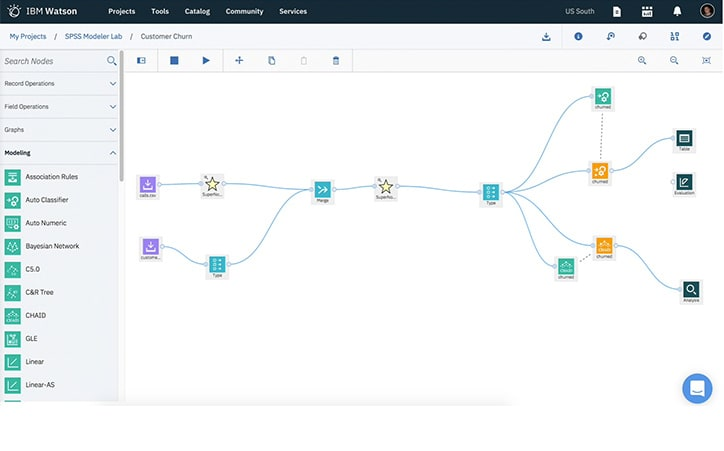 IBM Watson
Projects
Tools
Catalog
Community
Services
US South
My Projects / SPSS Modeler Lab / Customer Churn
Search Nodes
Record Operations
Field Operations
Graphs
Modeling
Association Rules
Auto Classifier
Auto Numeric
Bayesian Network
C5.0
C&R Tree
CHAID
GLE
Linear
Linear-AS
calls.csv
SuperNo...
Merge
SuperNo...
Type
custome...
Type
churned
churned
Table
Evaluation
CHAID
churned
CHAID
churned
Analysis